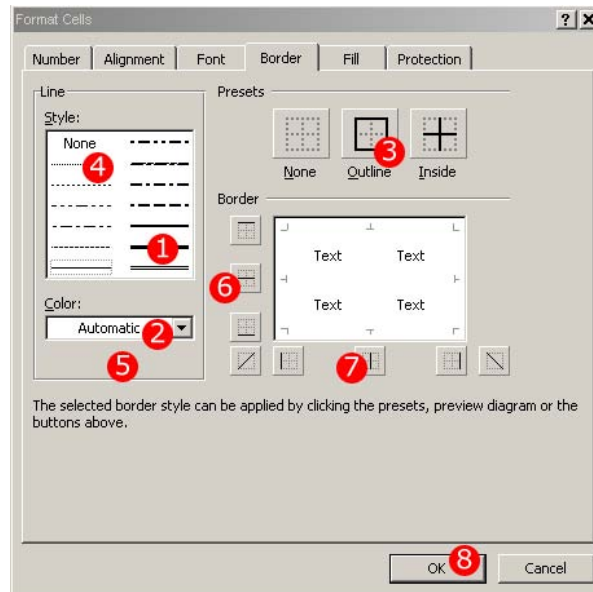 Format Cells ? X
Number Alignment Font Border Fill Protection
Line
Style:
None
4
1
Color:
Automatic 2
5
Presets
3
None Outline Inside
Border
Text Text
6
Text Text
7
The selected border style can be applied by clicking the presets, preview diagram or the
buttons above.
OK 8 Cancel